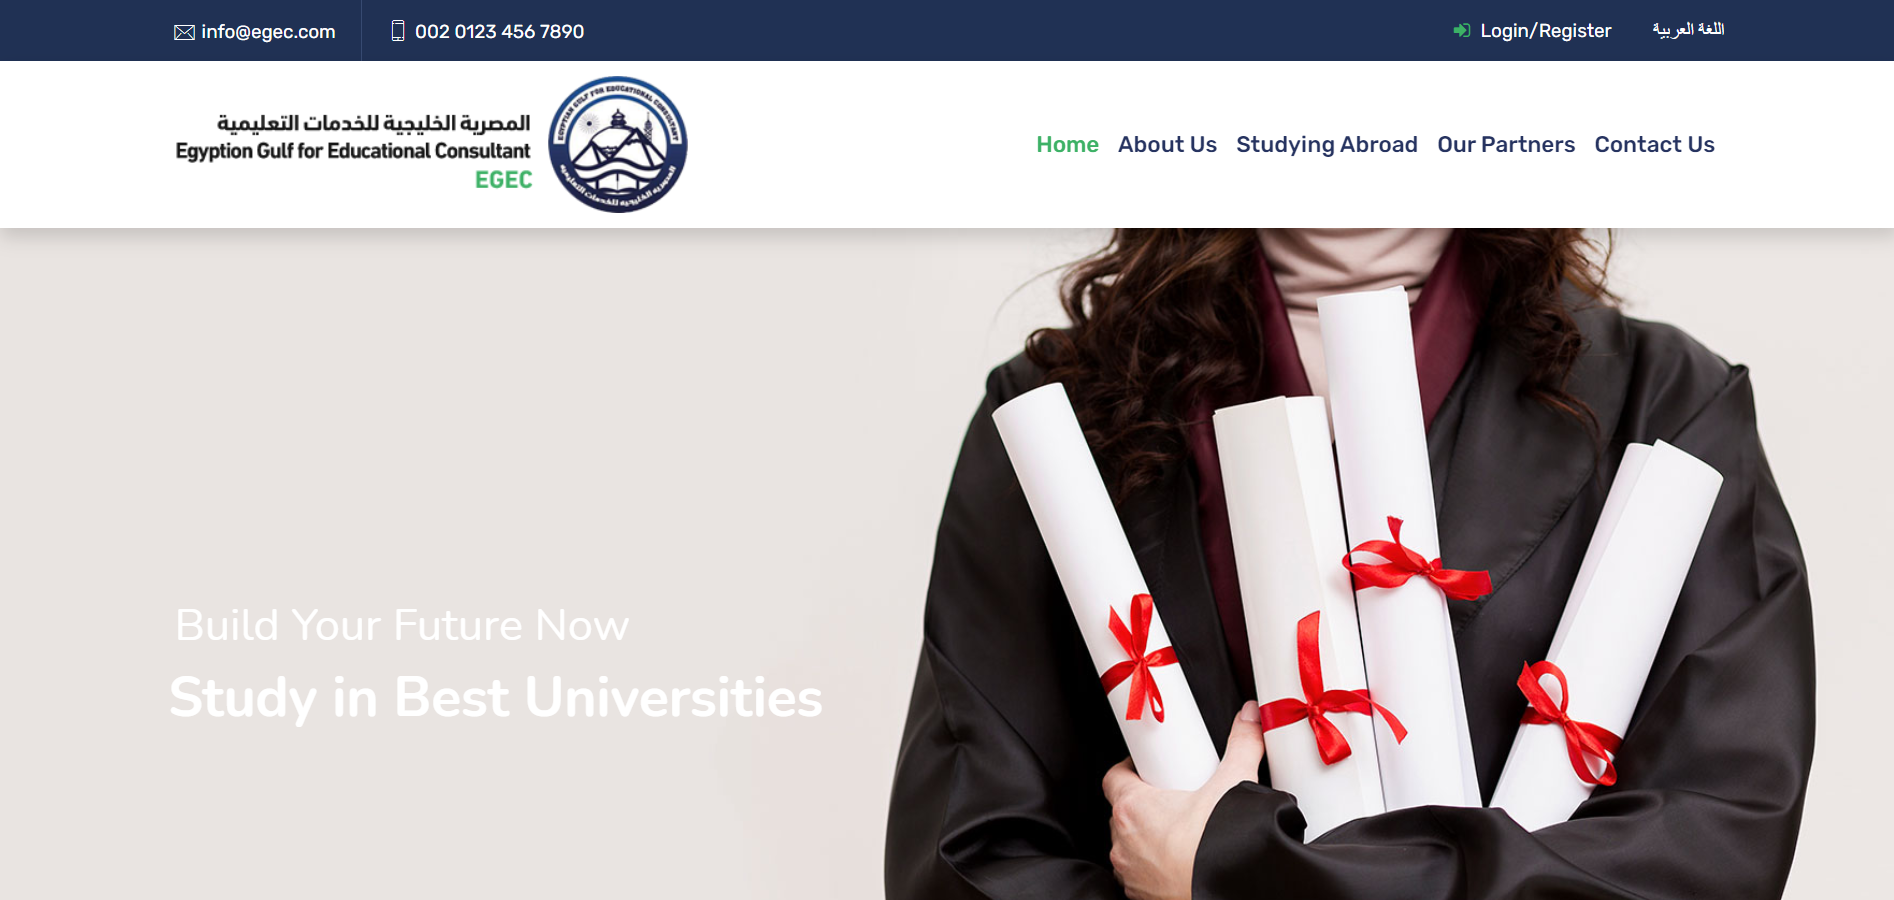 info@egec.com
002 0123 456 7890
Login/Register
اللغة العربية
المصرية الخليجية للخدمات التعليمية
Egyption Gulf for Educational Consultant
EGEC
EGYPTIAN GULF FOR EDUCATIONAL CONSULTANT
المصرية الخليجية للخدمات التعليمية
Home
About Us
Studying Abroad
Our Partners
Contact Us
Build Your Future Now
Study in Best Universities